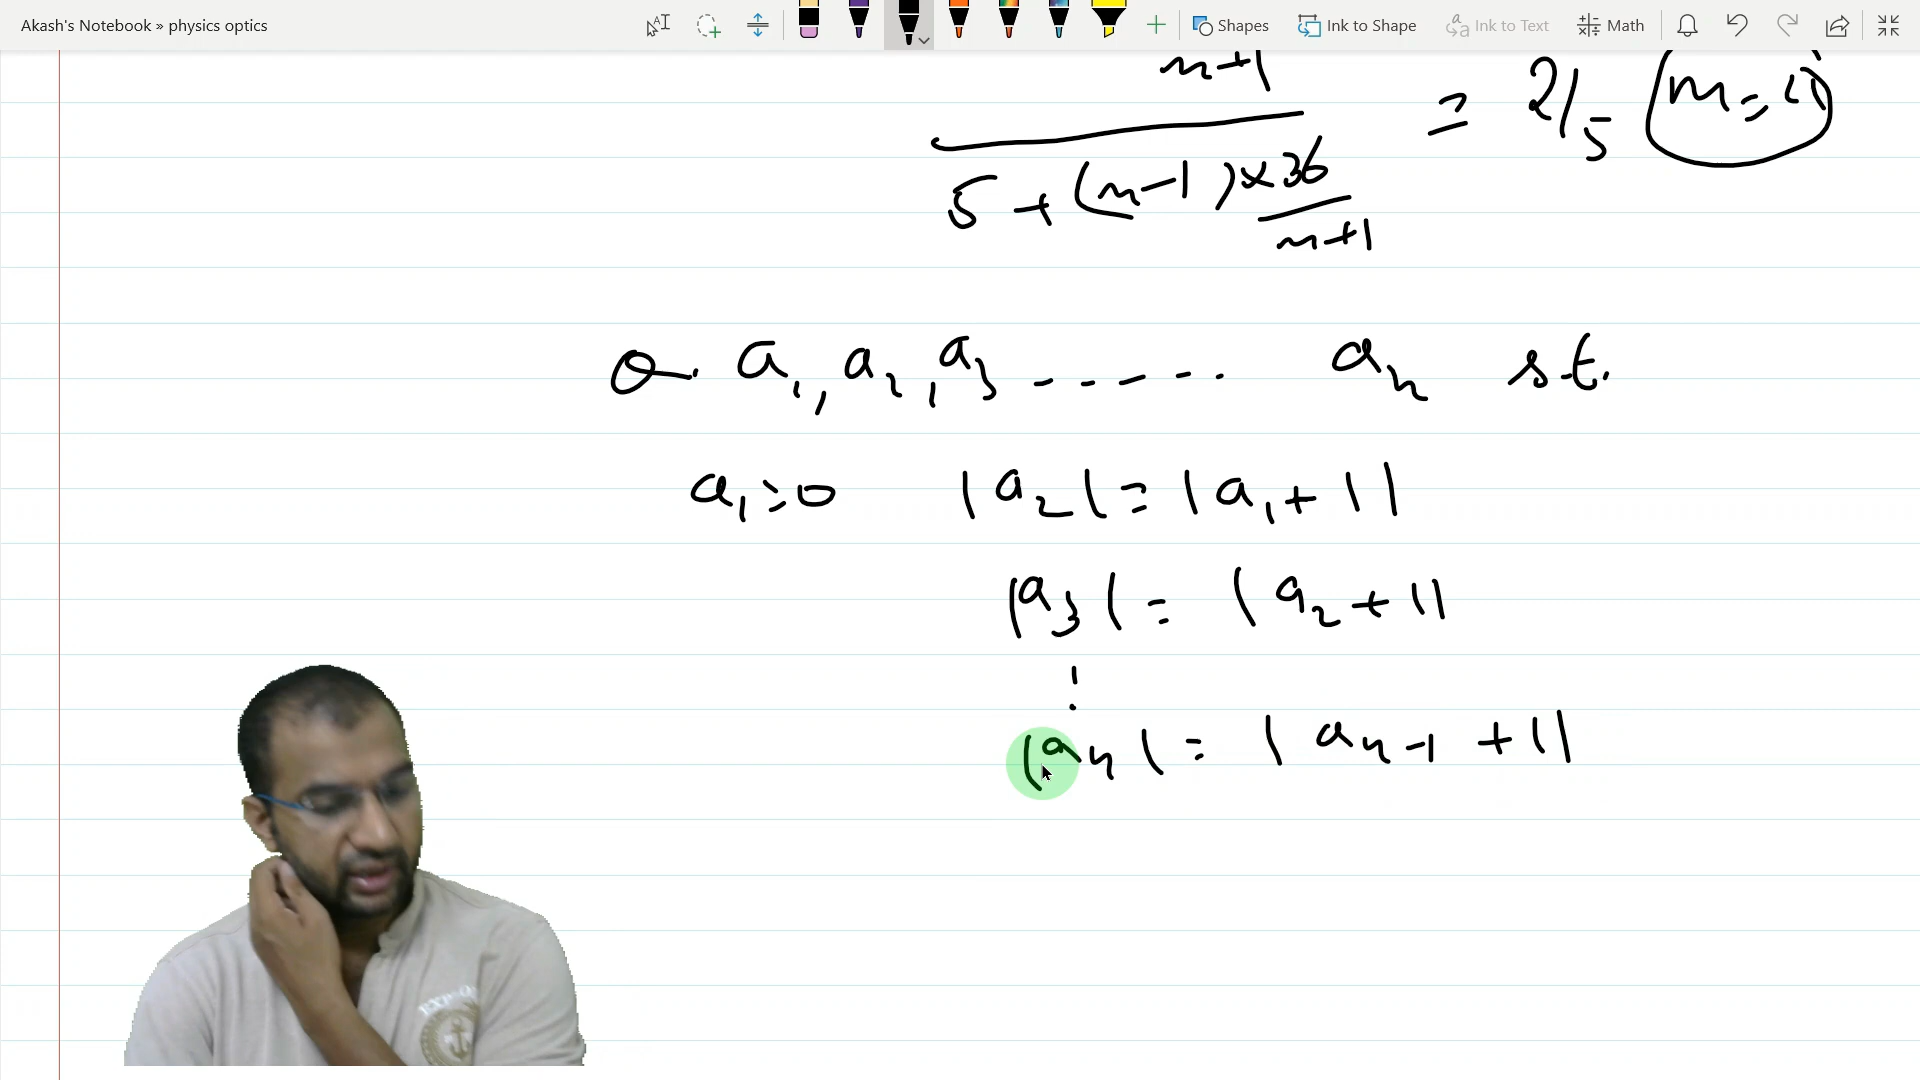 Akash's Notebook » physics optics
Shapes Ink to Shape Ink to Text Math
n+1
5+(n-1)×36/n+1 = 2/5 (n=
Q. a₁, a₂, a₃ ------ aₙ s.t.
a₁=0 |a₂|=|a₁+1|
|a₃|=|a₂+1|
|aₙ|=|aₙ₋₁+1|